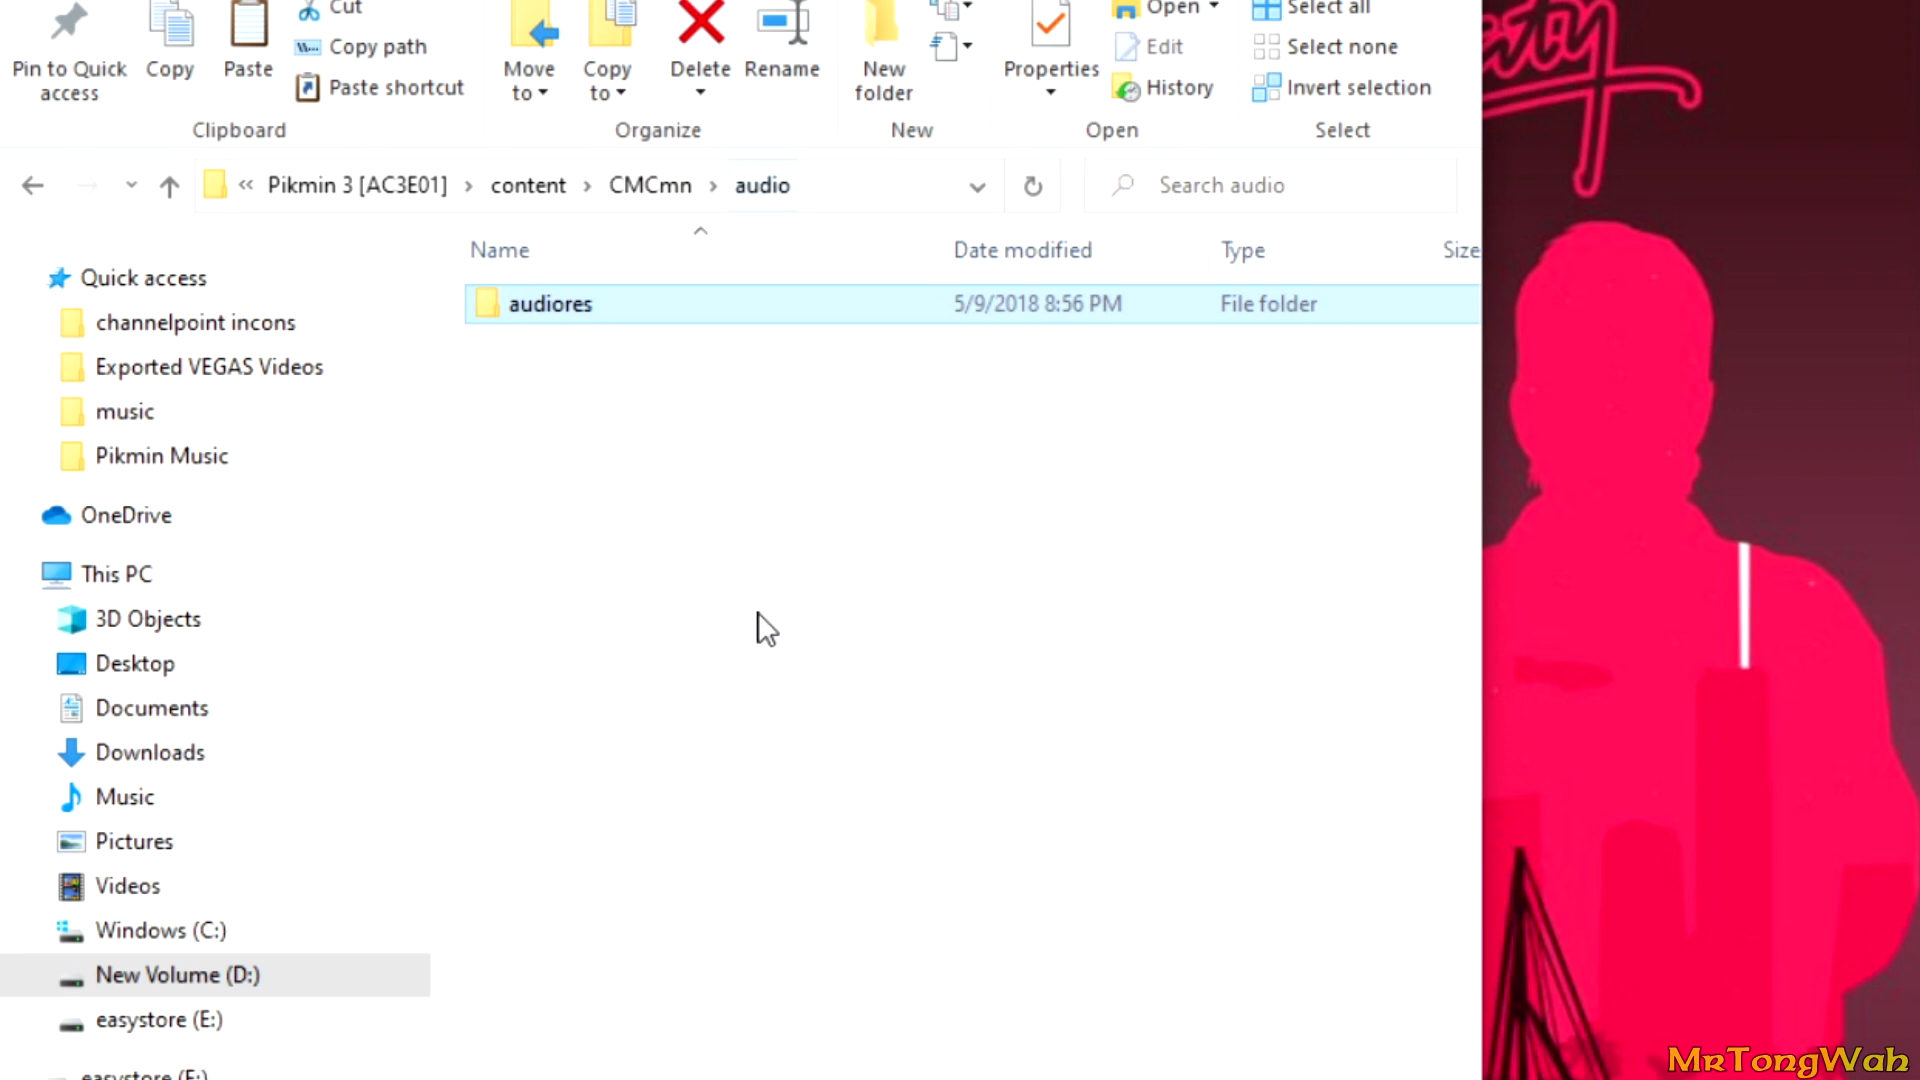 Cut
Copy path
Paste shortcut
Pin to Quick access
Copy
Paste
Clipboard
Move to
Copy to
Delete
Rename
Organize
New folder
New
Properties
Open
Edit
History
Open
Select all
Select none
Invert selection
Select
« Pikmin 3 [AC3E01] › content › CMCmn › audio
Search audio
Name Date modified Type Size
audiores 5/9/2018 8:56 PM File folder
Quick access
channelpoint incons
Exported VEGAS Videos
music
Pikmin Music
OneDrive
This PC
3D Objects
Desktop
Documents
Downloads
Music
Pictures
Videos
Windows (C:)
New Volume (D:)
easystore (E:)
MrTongWah